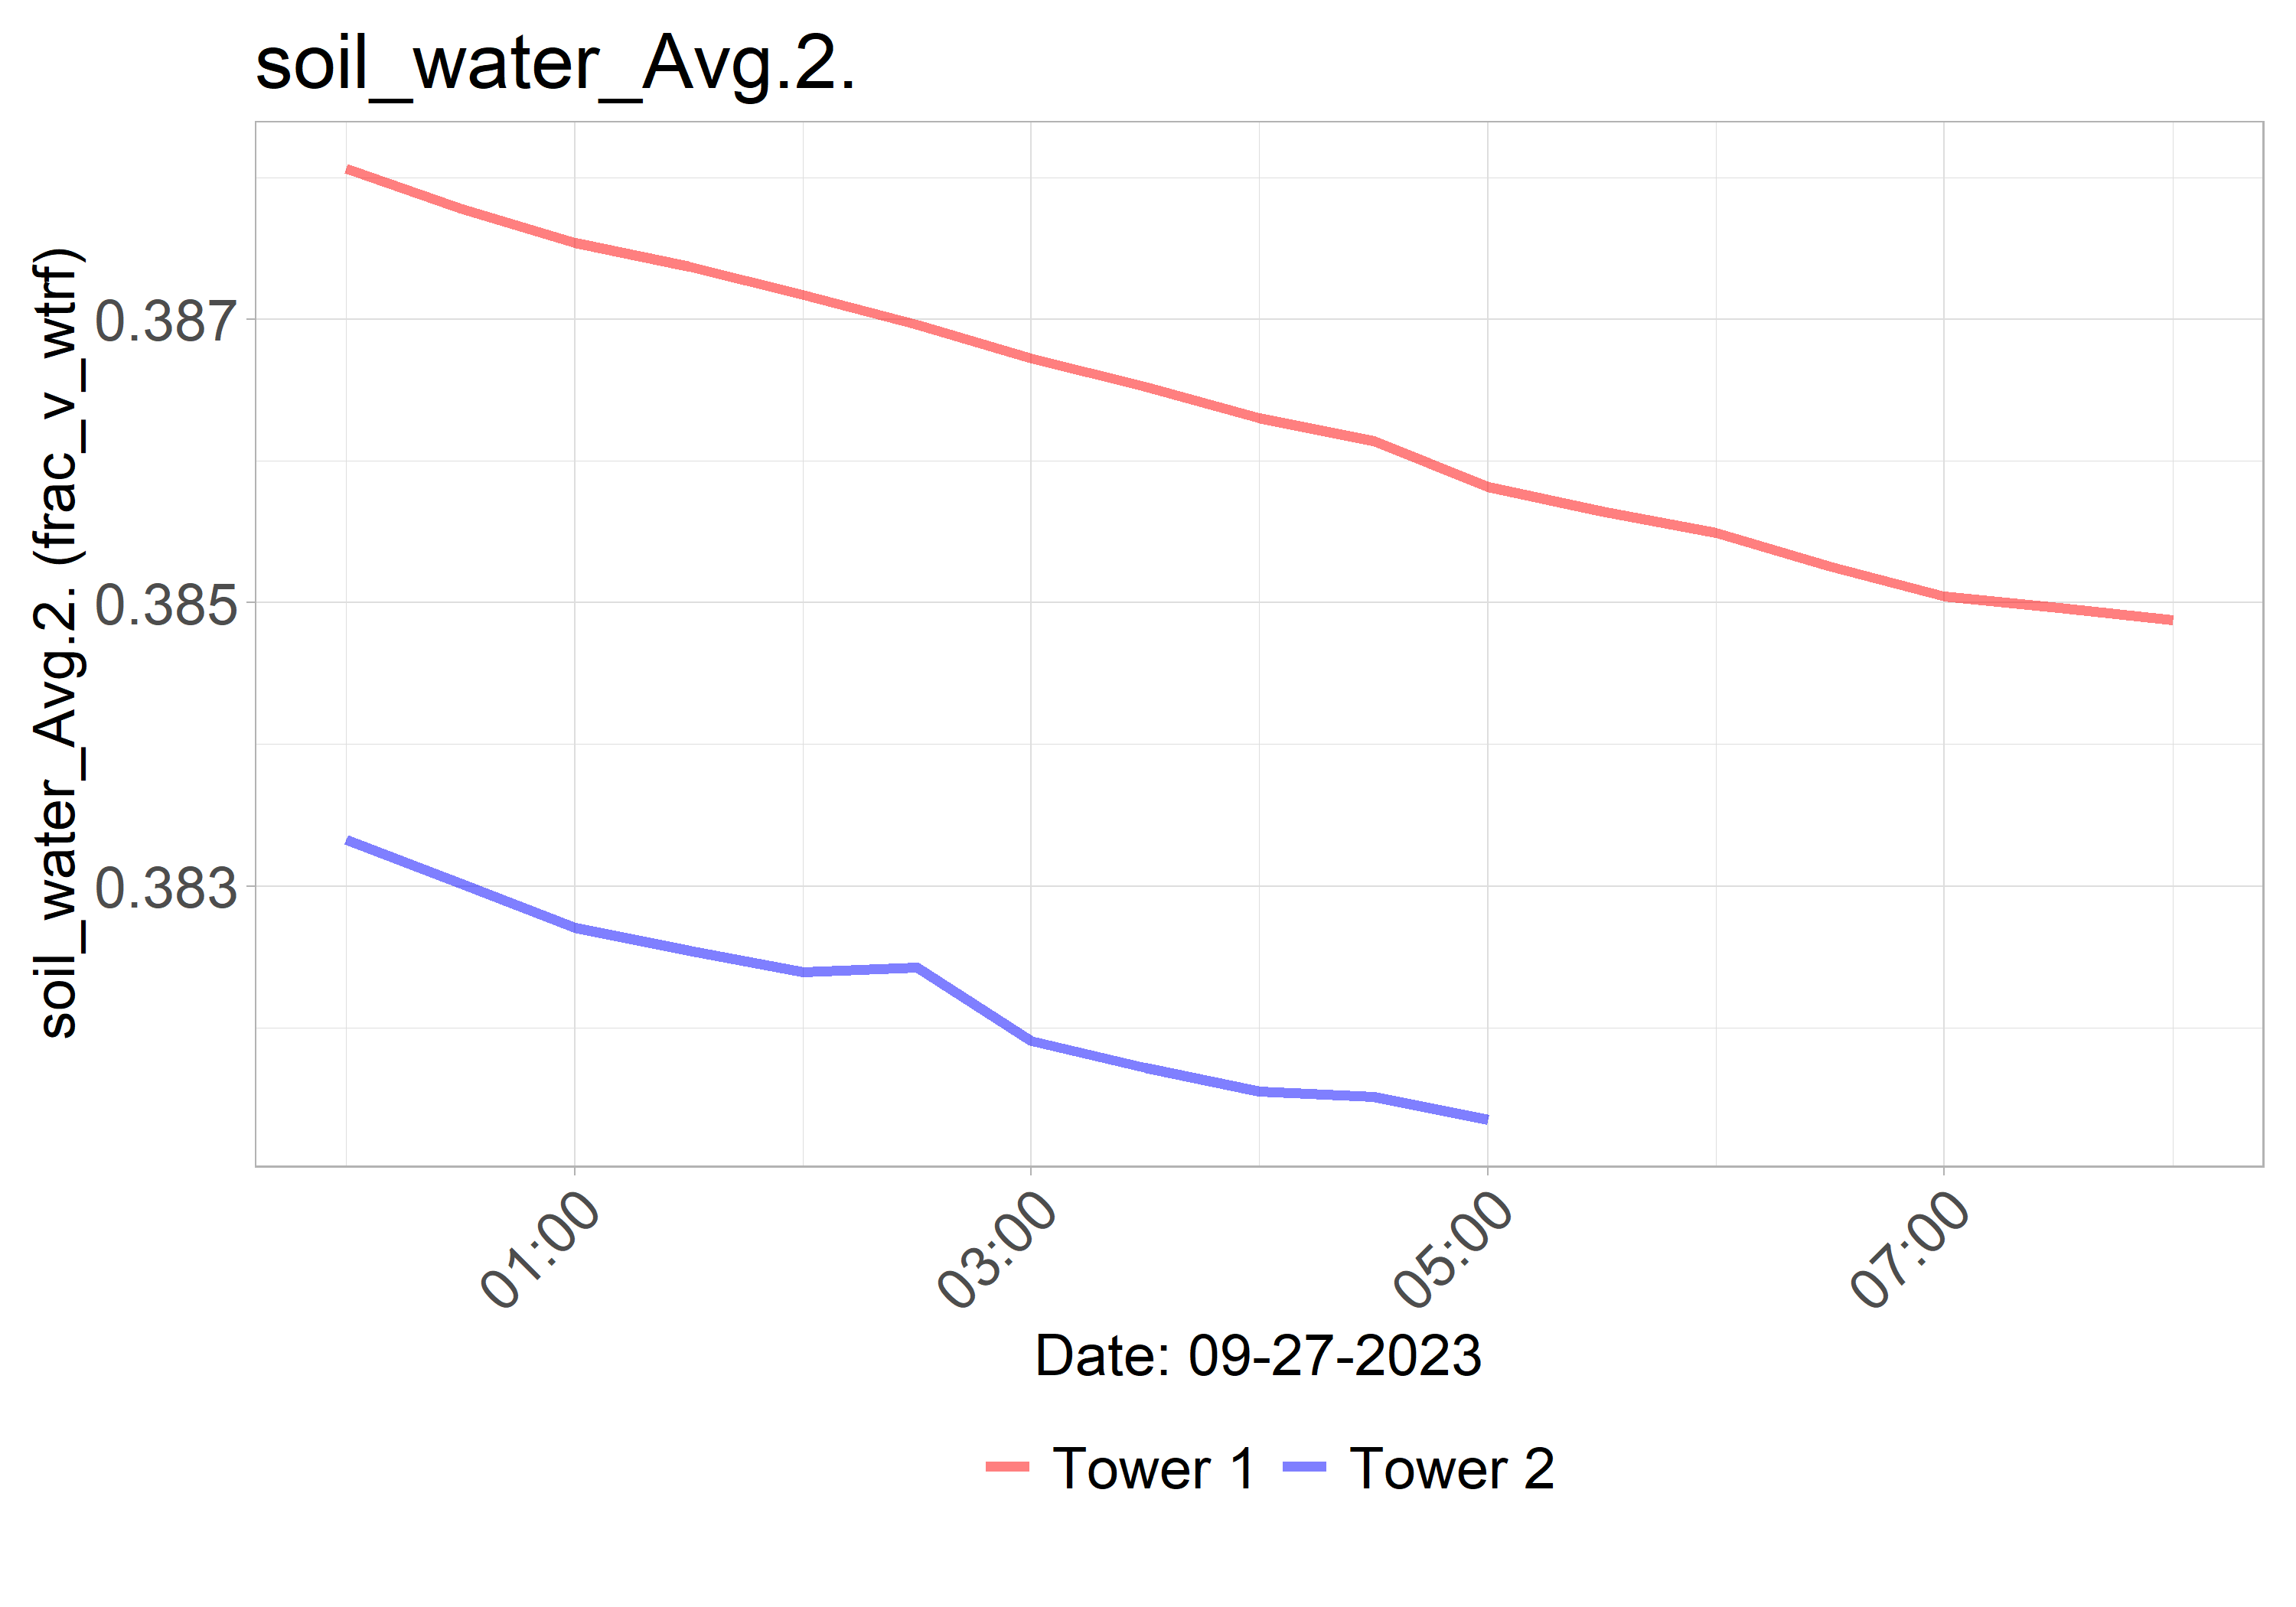 soil_water_Avg.2.
soil_water_Avg.2. (frac_v_wtrf)
0.387
0.385
0.383
01:00
03:00
05:00
07:00
Date: 09-27-2023
Tower 1
Tower 2